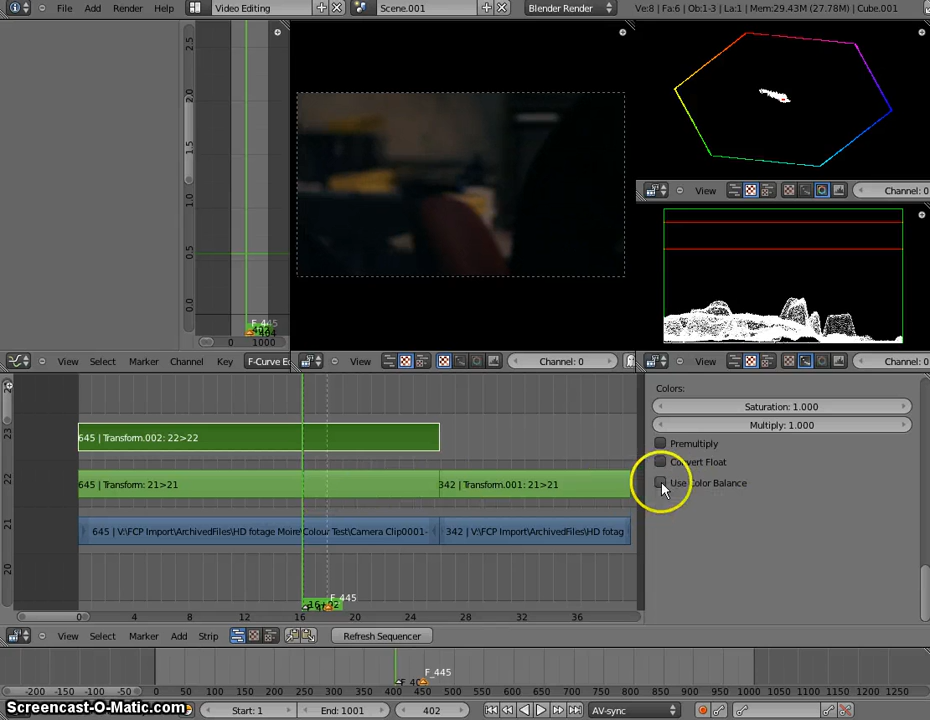 File Add Render Help Video Editing Scene.001 Blender Render Ve:8 | Fa:6 | Ob:1-3 | La:1 | Mem:29.43M (27.78M) | Cube.001
2.5
2.0
1.5
1.0
0.5
0.0
F_445
0 1000
View Channel: 0
View Select Marker Channel Key F-Curve Ed View Channel: 0 View Channel: 0
Colors:
Saturation: 1.000
Multiply: 1.000
Premultiply
Convert Float
Use Color Balance
23
645 | Transform.002: 22>22
22
645 | Transform: 21>21 342 | Transform.001: 21>21
21
645 | V:\FCP Import\ArchivedFiles\HD fotage Moire\Colour Test\Camera Clip0001- 342 | V:\FCP Import\ArchivedFiles\HD fotag
20
F_445
0 4 8 12 16 20 24 28 32 36
View Select Marker Add Strip Refresh Sequencer
F_445
-200 -150 -100 -50 0 50 100 150 200 250 300 350 400 450 500 550 600 650 700 750 800 850 900 950 1000 1050 1100 1150 1200 1250
Screencast-O-Matic.com Start: 1 End: 1001 402 AV-sync